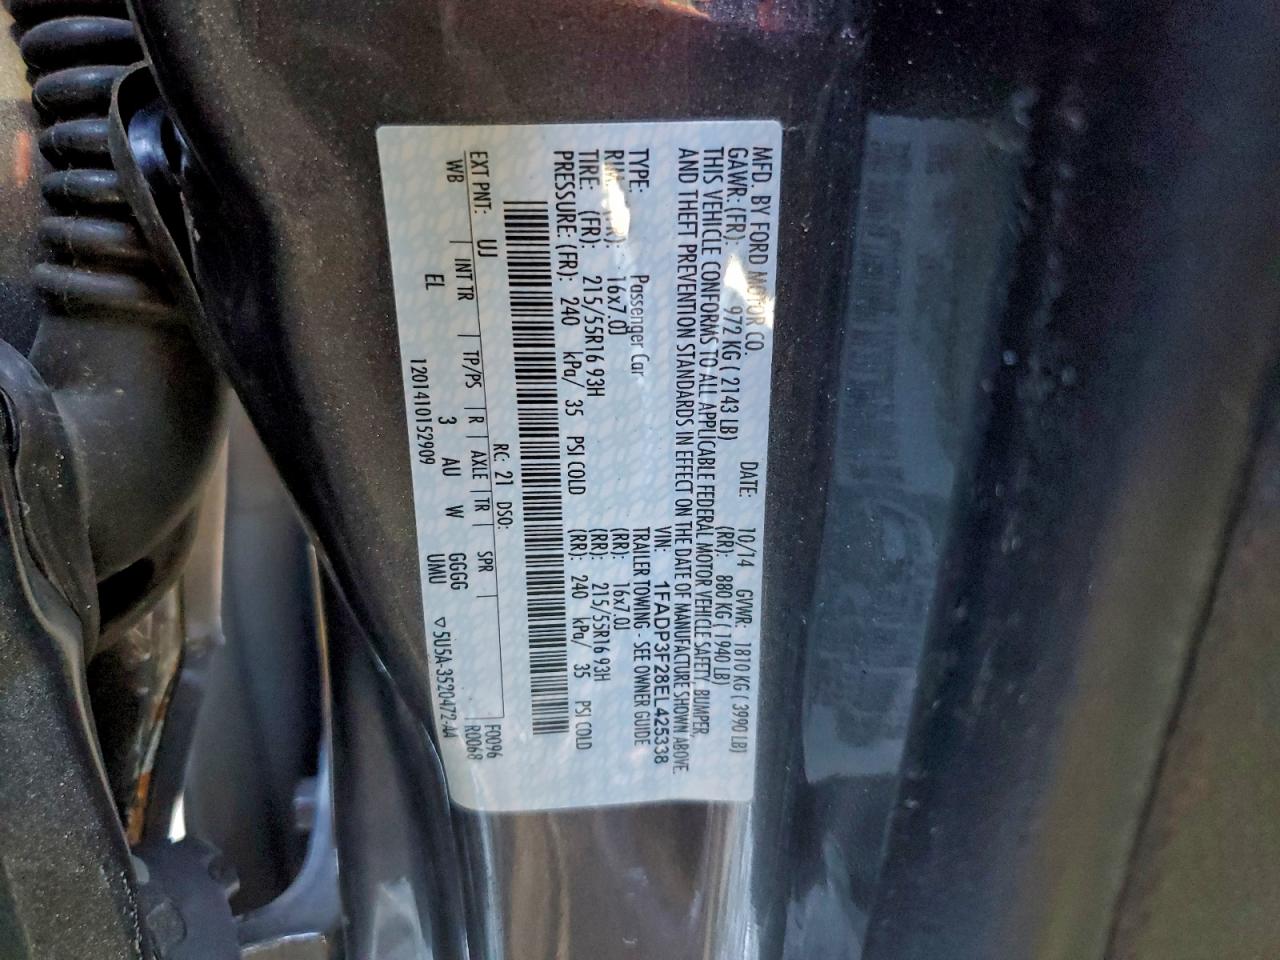 MFD. BY FORD MOTOR CO.
DATE: 10/14 GVWR: 1810 KG ( 3990 LB)
GAWR: (FR): 972 KG ( 2143 LB) (RR): 880 KG ( 1940 LB)
THIS VEHICLE CONFORMS TO ALL APPLICABLE FEDERAL MOTOR VEHICLE SAFETY, BUMPER,
AND THEFT PREVENTION STANDARDS IN EFFECT ON THE DATE OF MANUFACTURE SHOWN ABOVE.
VIN: 1FADP3F28EL425338
TYPE: Passenger Car TRAILER TOWING - SEE OWNER GUIDE
16x7.0J (RR): 16x7.0J
TIRE: (FR): 215/55R16 93H (RR): 215/55R16 93H
PRESSURE: (FR): 240 kPa/ 35 PSI COLD (RR): 240 kPa/ 35 PSI COLD
RC: 21 DSO:
EXT PNT: UJ F0096
WB | INT TR | TP/PS | R | AXLE | TR | SPR | R0068
EL 3 AU W GGGG
1201410152909 UMU ▽5U5A-3520472-AA